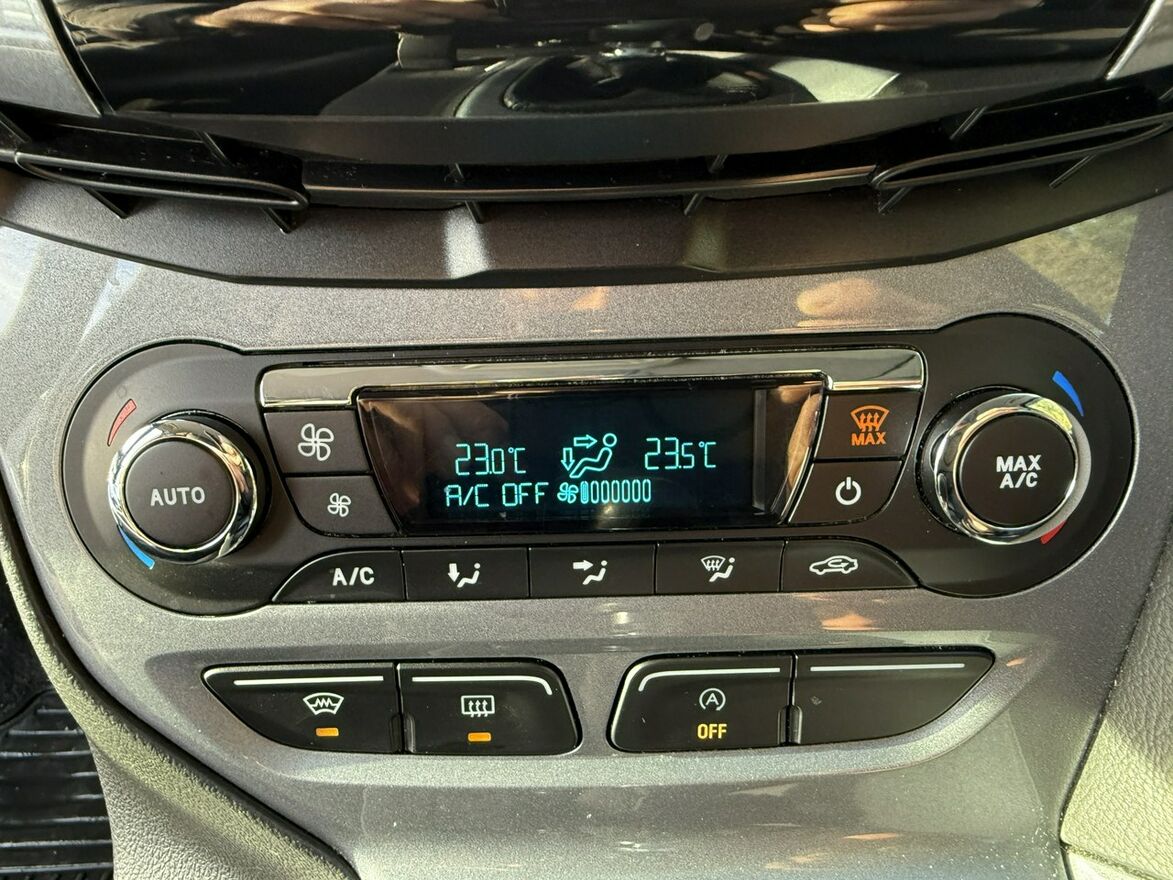 23.0°C 23.5°C
A/C OFF
MAX
AUTO
MAX
A/C
A/C
A
OFF